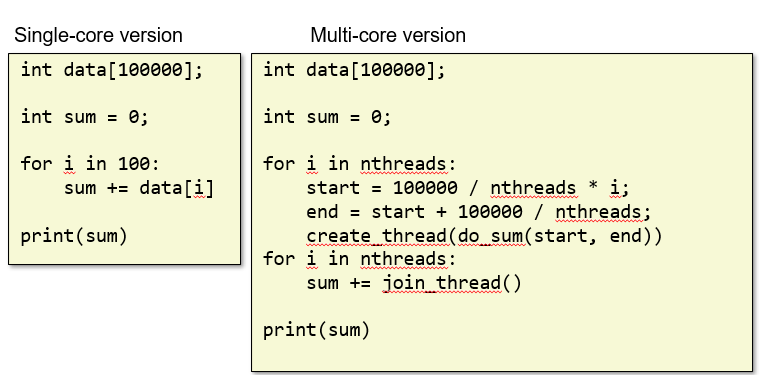 Single-core version
int data[100000];
int sum = 0;
for i in 100:
sum += data[i]
print(sum)
Multi-core version
int data[100000];
int sum = 0;
for i in nthreads:
start = 100000 / nthreads * i;
end = start + 100000 / nthreads;
create_thread(do_sum(start, end))
for i in nthreads:
sum += join_thread()
print(sum)